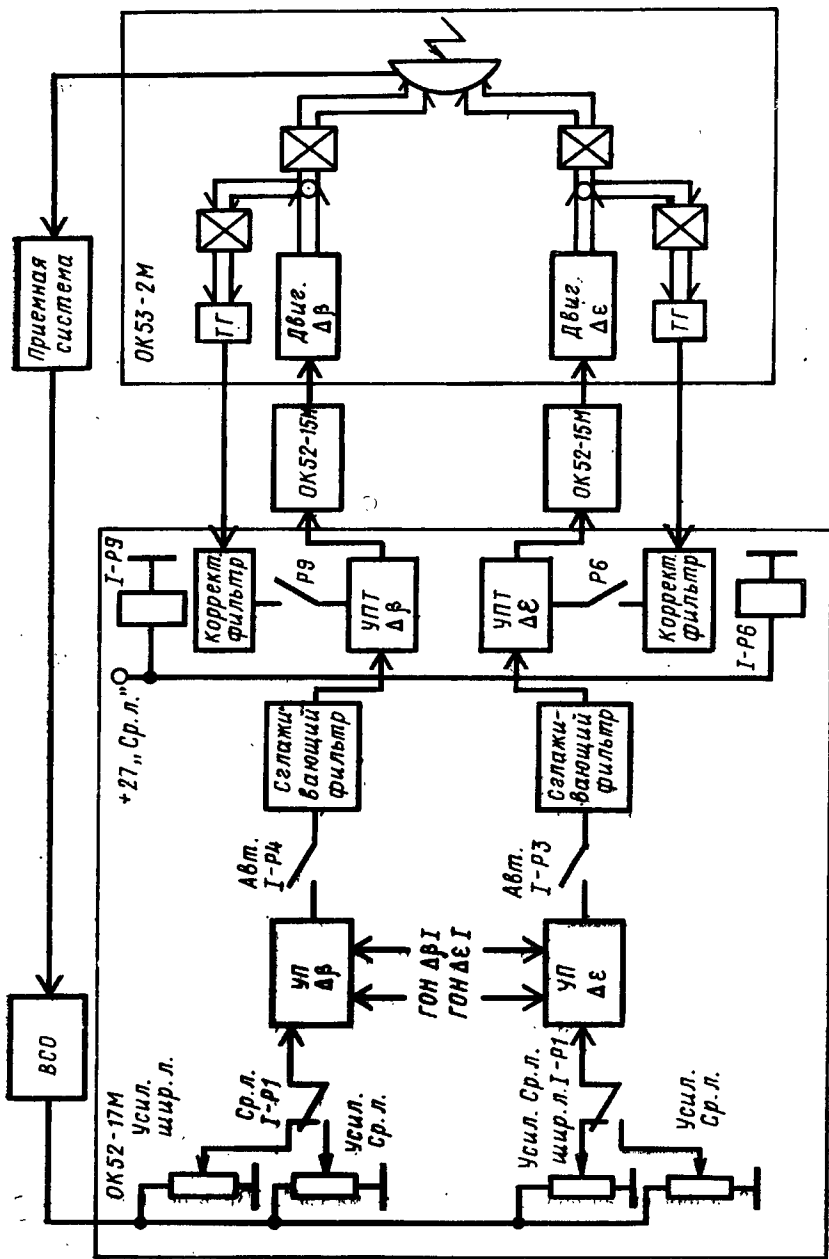 ОК52-17М
ВСО
Усил.
шир.л.
Ср.л.
I-Р1
Усил.
Ср.л.
УП
Δβ
Авт.
I-Р4
Сглажи-
вающий
фильтр
+27„Ср.л."
I-Р9
Коррект.
фильтр
Р9
УПТ
Δβ
ОК52-15М
Приемная
система
ОК53-2М
ТГ
Двиг.
Δβ
ГОН Δβ I
ГОН Δε I
Усил. Ср.л.
шир.л. I-Р1
Усил.
Ср.л.
УП
Δε
Авт.
I-Р3
Сглажи-
вающий
фильтр
УПТ
Δε
Р6
Коррект.
фильтр
I-Р6
ОК52-15М
Двиг.
Δε
ТГ